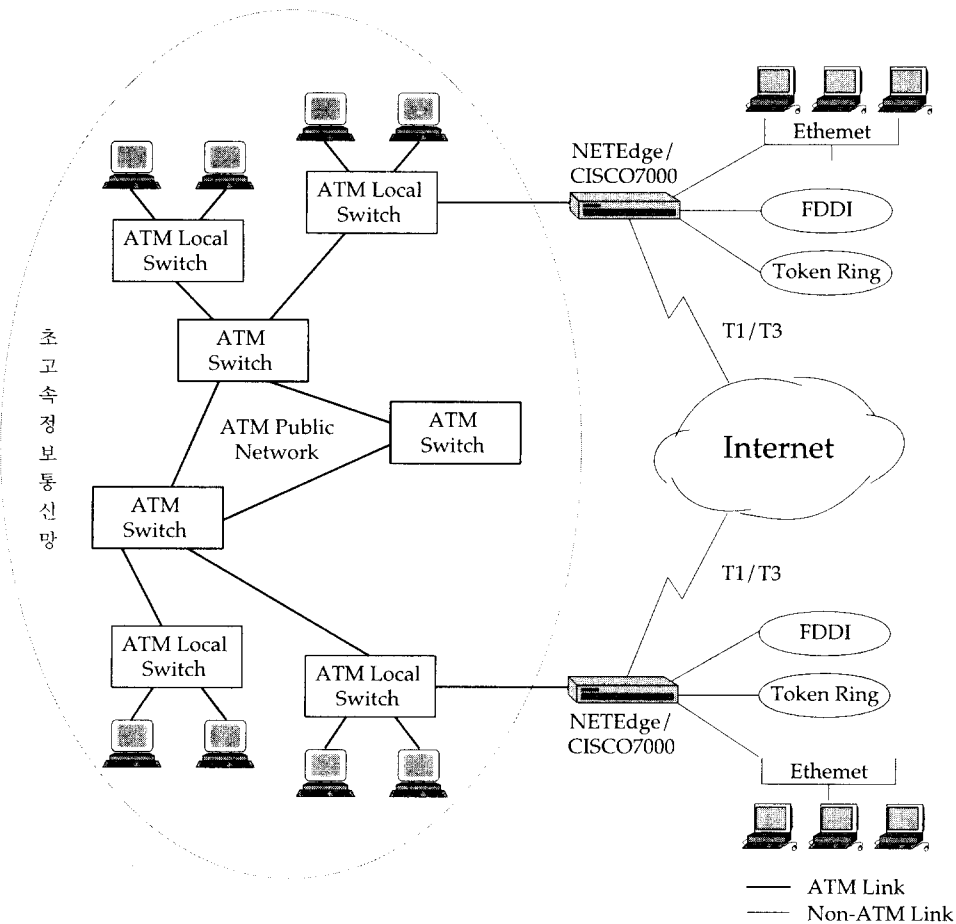 Ethemet
NETEdge/
CISCO7000
ATM Local
Switch
FDDI
ATM Local
Switch
Token Ring
초고속정보통신망
ATM
Switch
T1/T3
ATM Public
Network
ATM
Switch
Internet
ATM
Switch
T1/T3
ATM Local
Switch
FDDI
ATM Local
Switch
Token Ring
NETEdge/
CISCO7000
Ethemet
ATM Link
Non-ATM Link